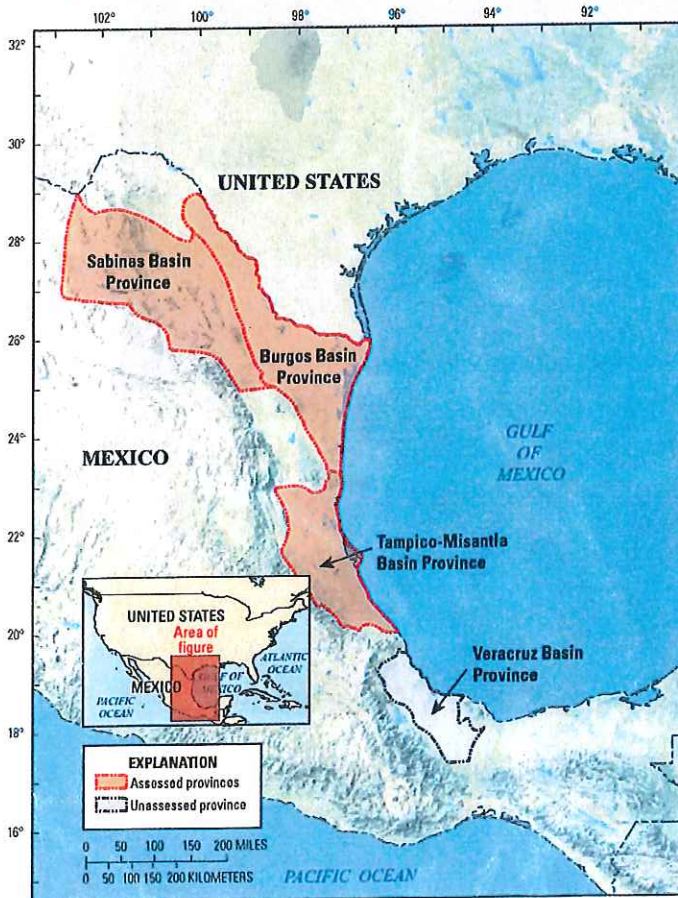 102° 100° 98° 96° 94° 92°
32°
30°
28°
26°
24°
22°
20°
18°
16°
UNITED STATES
Sabinas Basin
Province
Burgos Basin
Province
MEXICO
GULF
OF
MEXICO
Tampico-Misantla
Basin Province
Veracruz Basin
Province
UNITED STATES
Area of
figure
ATLANTIC
OCEAN
MEXICO
GULF OF
MEXICO
PACIFIC
OCEAN
EXPLANATION
Assessed provinces
Unassessed province
0 50 100 150 200 MILES
0 50 100 150 200 KILOMETERS
PACIFIC OCEAN